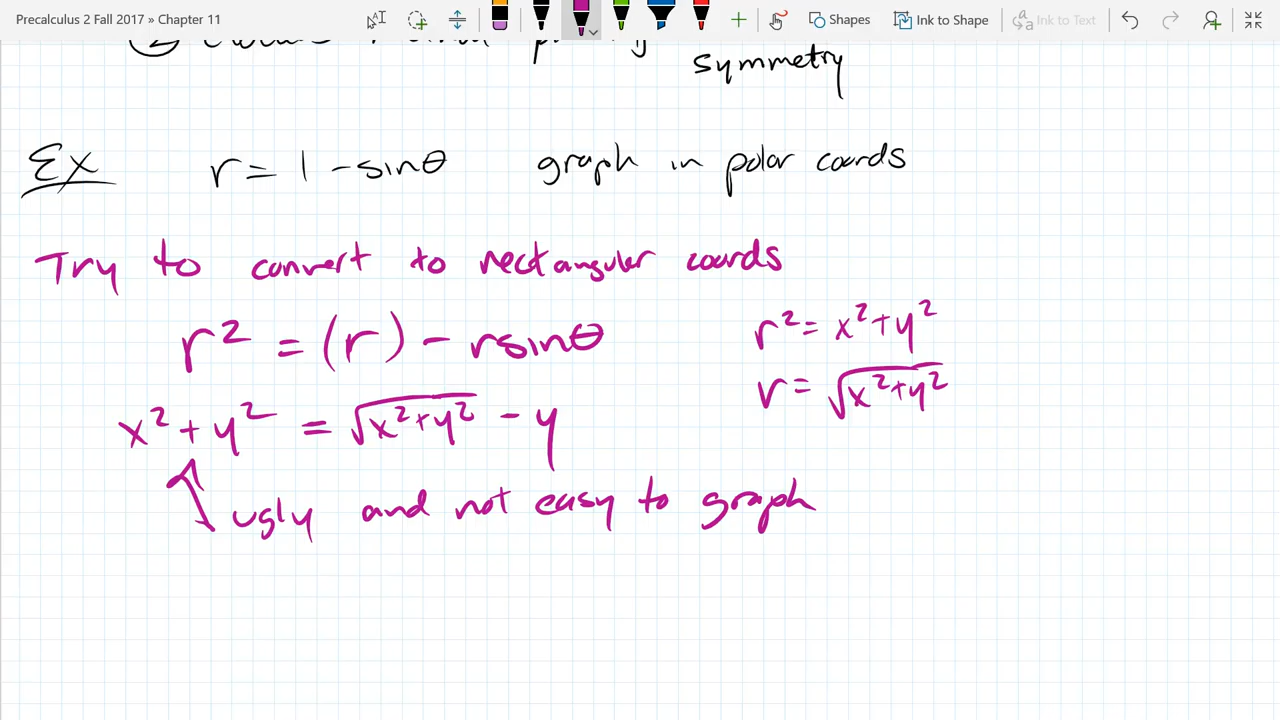 Precalculus 2 Fall 2017 » Chapter 11
Shapes
Ink to Shape
Ink to Text
symmetry
Ex r = 1 - sinθ graph in polar coords
Try to convert to rectangular coords
r² = (r) - rsinθ
r² = x² + y²
r = √(x² + y²)
x² + y² = √(x² + y²) - y
ugly and not easy to graph